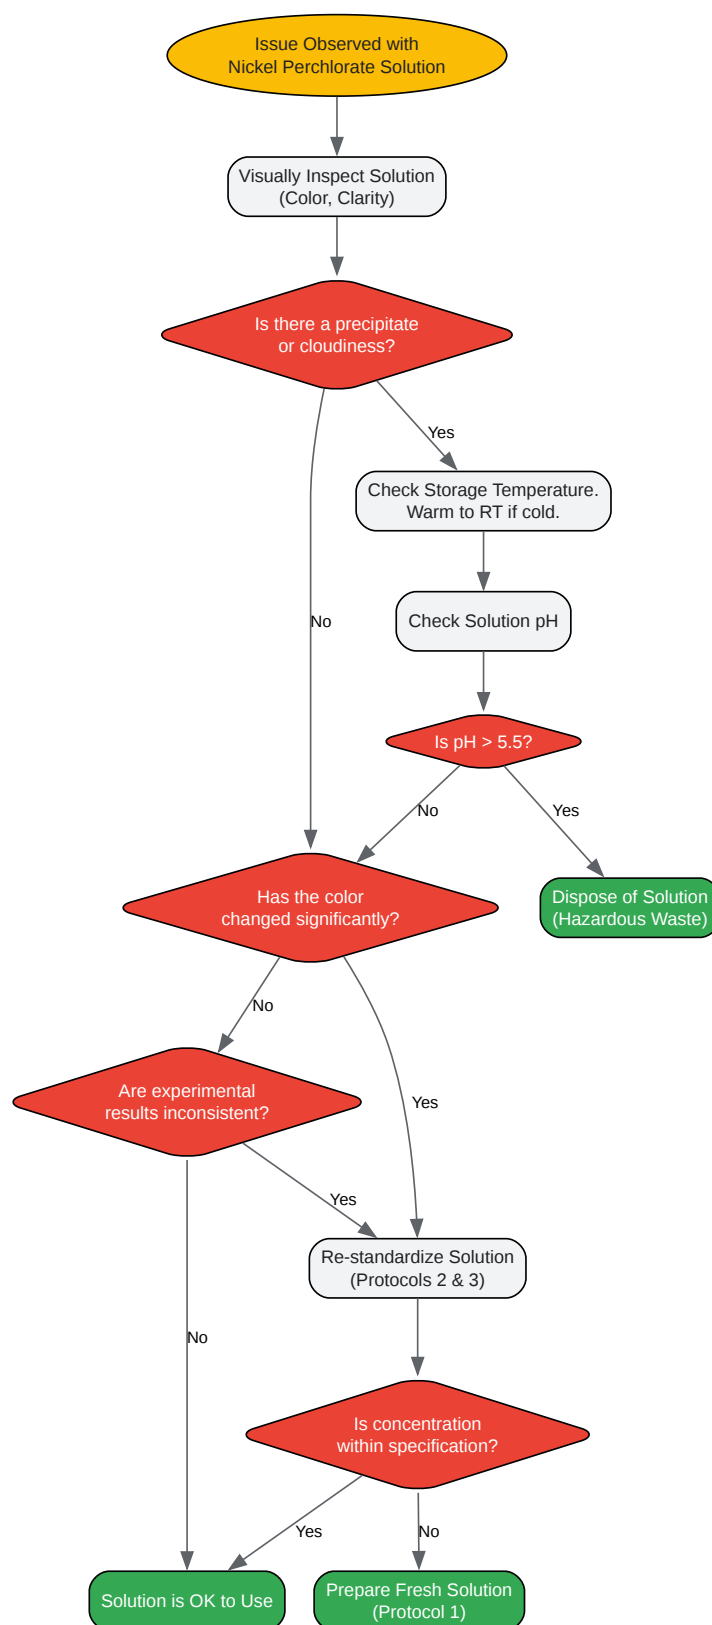 Issue Observed with
Nickel Perchlorate Solution
Visually Inspect Solution
(Color, Clarity)
Is there a precipitate
or cloudiness?
Yes
Check Storage Temperature.
Warm to RT if cold.
No
Check Solution pH
Is pH > 5.5?
No
Yes
Has the color
changed significantly?
Dispose of Solution
(Hazardous Waste)
No
Are experimental
results inconsistent?
Yes
Yes
Re-standardize Solution
(Protocols 2 & 3)
No
Is concentration
within specification?
Yes
No
Solution is OK to Use
Prepare Fresh Solution
(Protocol 1)